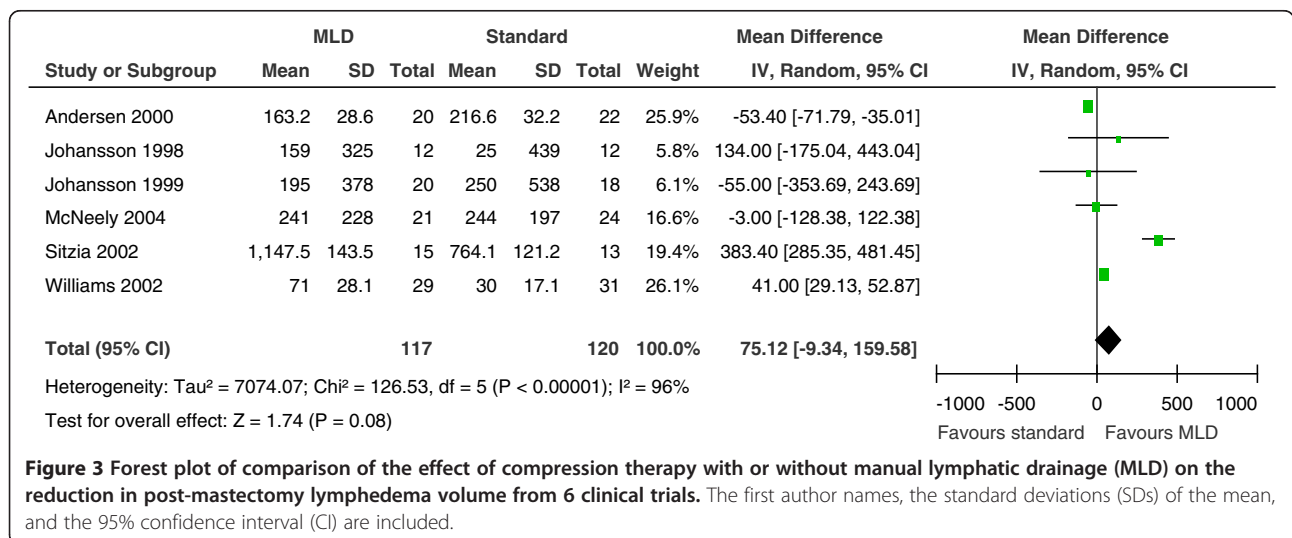 MLD Standard Mean Difference Mean Difference
Study or Subgroup Mean SD Total Mean SD Total Weight IV, Random, 95% CI IV, Random, 95% CI
Andersen 2000 163.2 28.6 20 216.6 32.2 22 25.9% -53.40 [-71.79, -35.01]
Johansson 1998 159 325 12 25 439 12 5.8% 134.00 [-175.04, 443.04]
Johansson 1999 195 378 20 250 538 18 6.1% -55.00 [-353.69, 243.69]
McNeely 2004 241 228 21 244 197 24 16.6% -3.00 [-128.38, 122.38]
Sitzia 2002 1,147.5 143.5 15 764.1 121.2 13 19.4% 383.40 [285.35, 481.45]
Williams 2002 71 28.1 29 30 17.1 31 26.1% 41.00 [29.13, 52.87]
Total (95% CI) 117 120 100.0% 75.12 [-9.34, 159.58]
Heterogeneity: Tau² = 7074.07; Chi² = 126.53, df = 5 (P < 0.00001); I² = 96%
Test for overall effect: Z = 1.74 (P = 0.08)
-1000 -500 0 500 1000
Favours standard Favours MLD
Figure 3 Forest plot of comparison of the effect of compression therapy with or without manual lymphatic drainage (MLD) on the
reduction in post-mastectomy lymphedema volume from 6 clinical trials. The first author names, the standard deviations (SDs) of the mean,
and the 95% confidence interval (CI) are included.